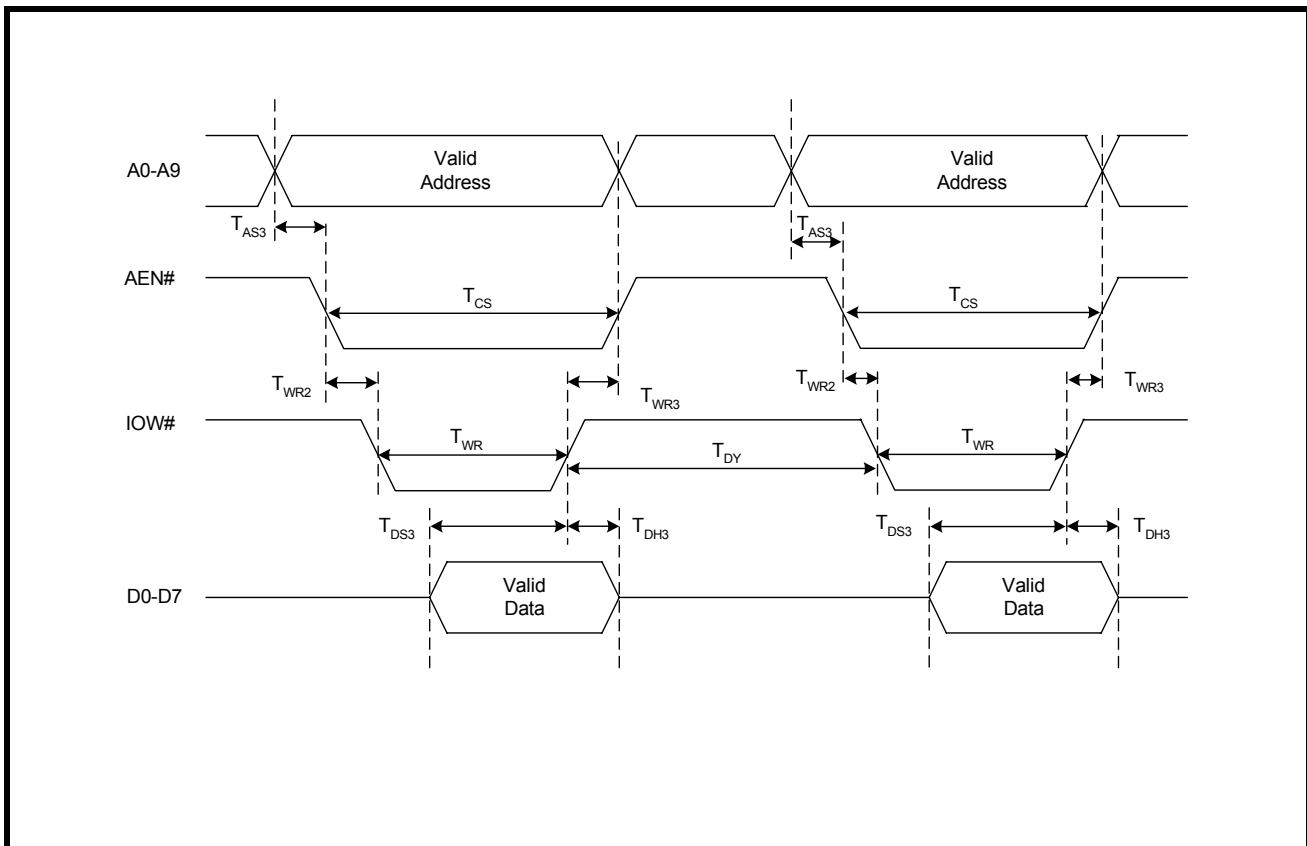 A0-A9
Valid
Address
Valid
Address
TAS3
TAS3
AEN#
TCS
TCS
TWR2
TWR3
TWR2
TWR3
IOW#
TWR
TDY
TWR
TDS3
TDH3
TDS3
TDH3
D0-D7
Valid
Data
Valid
Data